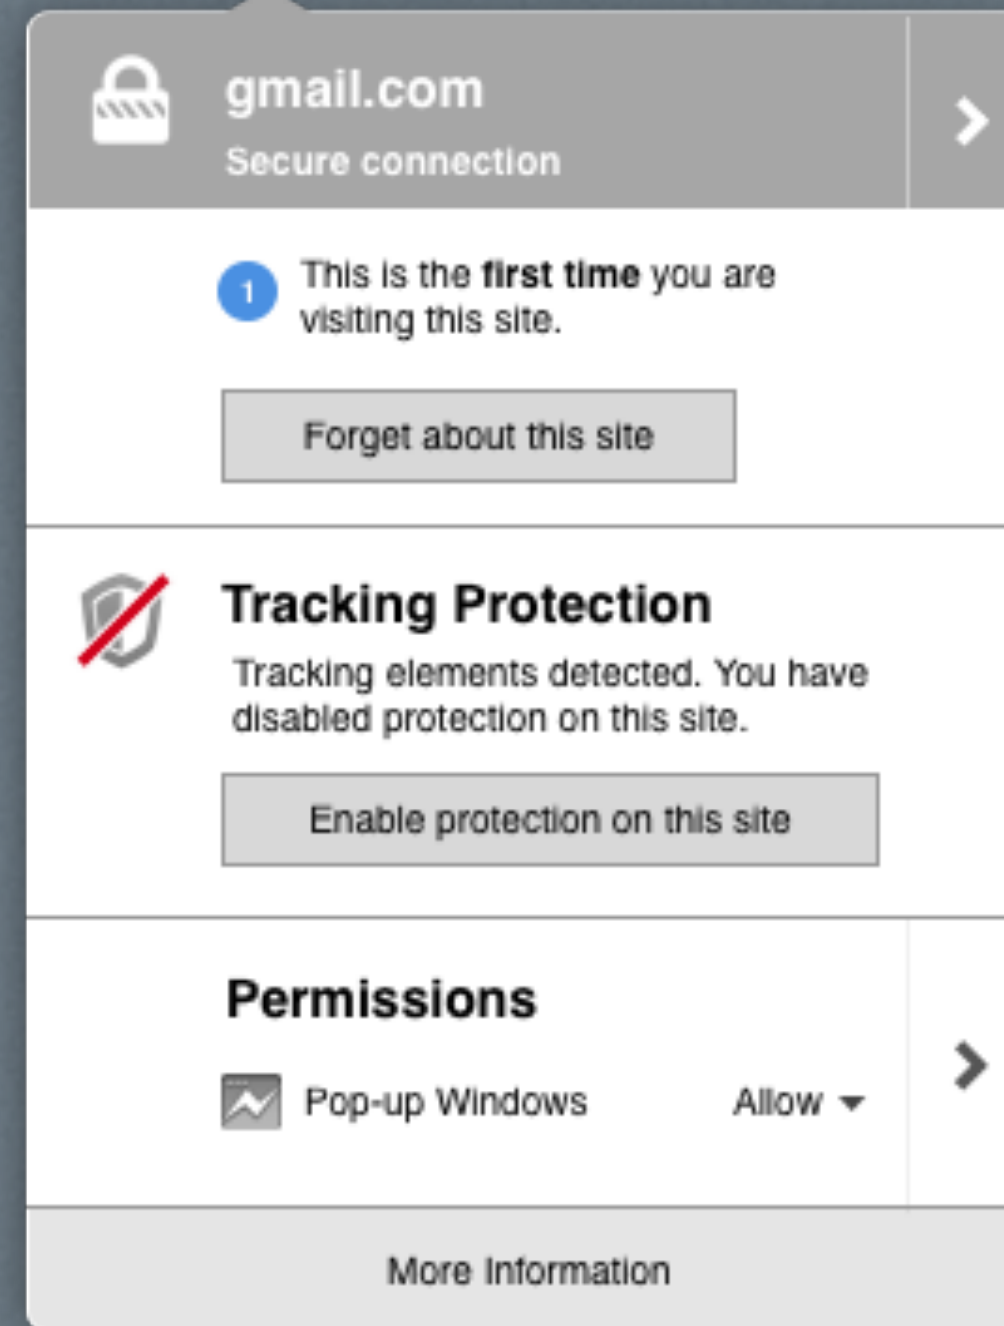 gmail.com
Secure connection
1
This is the first time you are
visiting this site.
Forget about this site
Tracking Protection
Tracking elements detected. You have
disabled protection on this site.
Enable protection on this site
Permissions
Pop-up Windows Allow
More Information